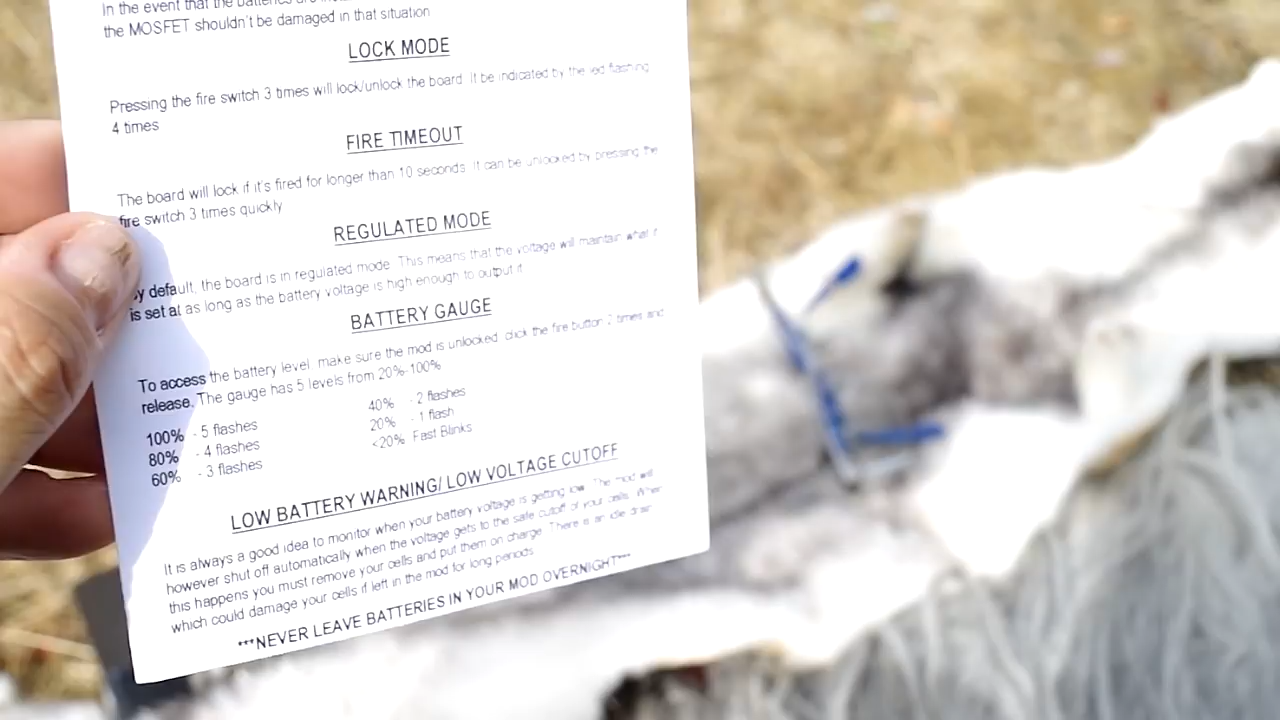 In the event that the batteries are
the MOSFET shouldn't be damaged in that situation
LOCK MODE
Pressing the fire switch 3 times will lock/unlock the board. It be indicated by the led flashing
4 times
FIRE TIMEOUT
The board will lock if it's fired for longer than 10 seconds. It can be unlocked by pressing the
fire switch 3 times quickly
REGULATED MODE
By default, the board is in regulated mode. This means that the voltage will maintain what it
is set at as long as the battery voltage is high enough to output it
BATTERY GAUGE
To access the battery level, make sure the mod is unlocked, click the fire button 2 times and
release. The gauge has 5 levels from 20%-100%
100% - 5 flashes 40% - 2 flashes
80% - 4 flashes 20% - 1 flash
60% - 3 flashes <20% Fast Blinks
LOW BATTERY WARNING/ LOW VOLTAGE CUTOFF
It is always a good idea to monitor when your battery voltage is getting low. The mod will
however shut off automatically when the voltage gets to the safe cutoff of your cells. When
this happens you must remove your cells and put them on charge. There is an idle drain
which could damage your cells if left in the mod for long periods
***NEVER LEAVE BATTERIES IN YOUR MOD OVERNIGHT***